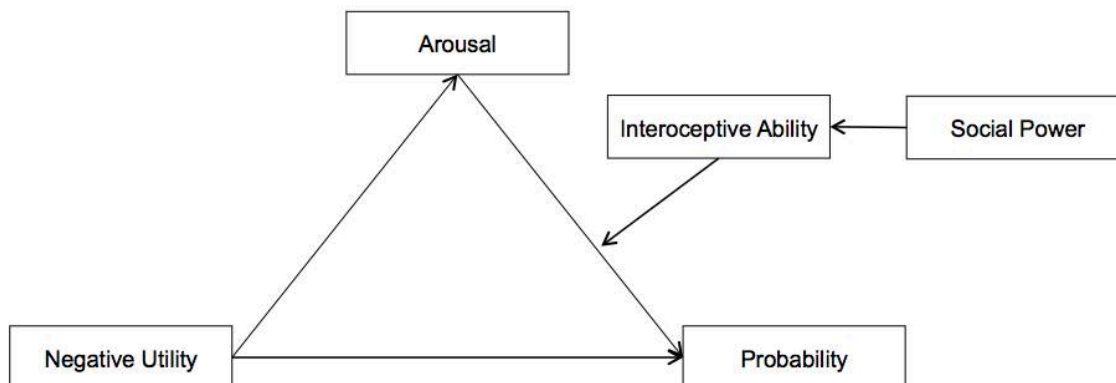 Arousal
Interoceptive Ability
Social Power
Negative Utility
Probability